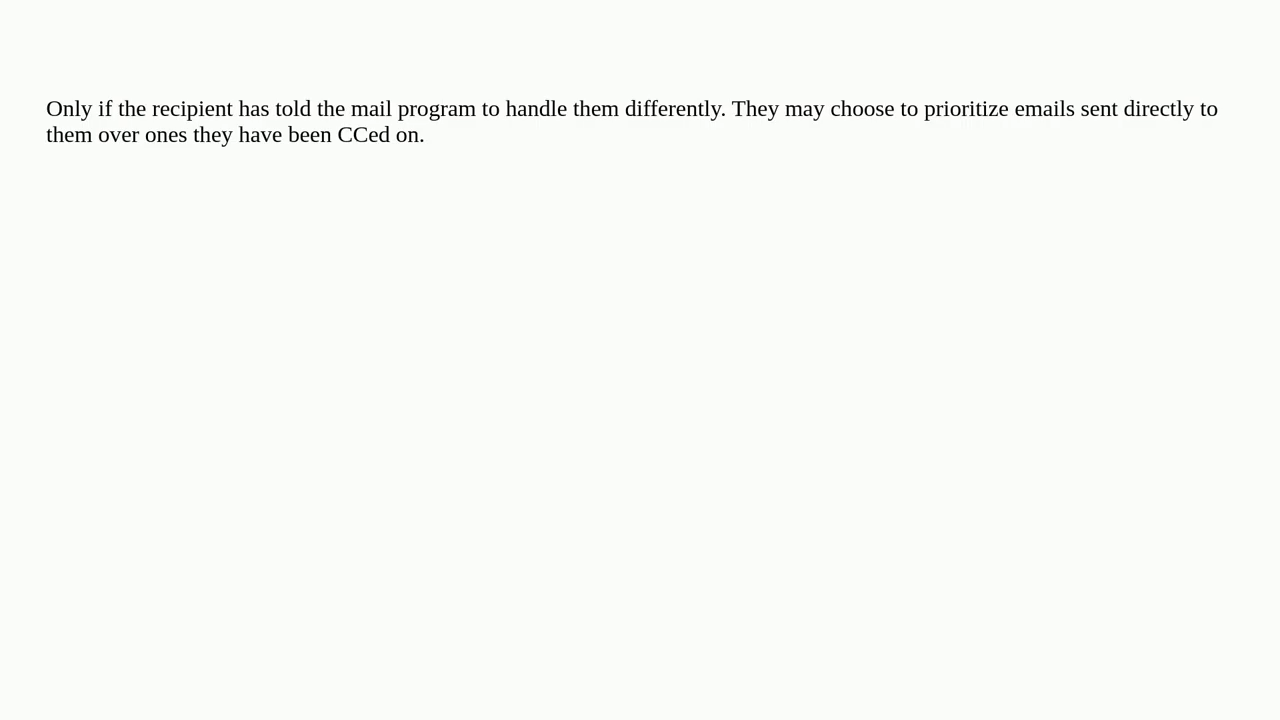 Only if the recipient has told the mail program to handle them differently. They may choose to prioritize emails sent directly to
them over ones they have been CCed on.